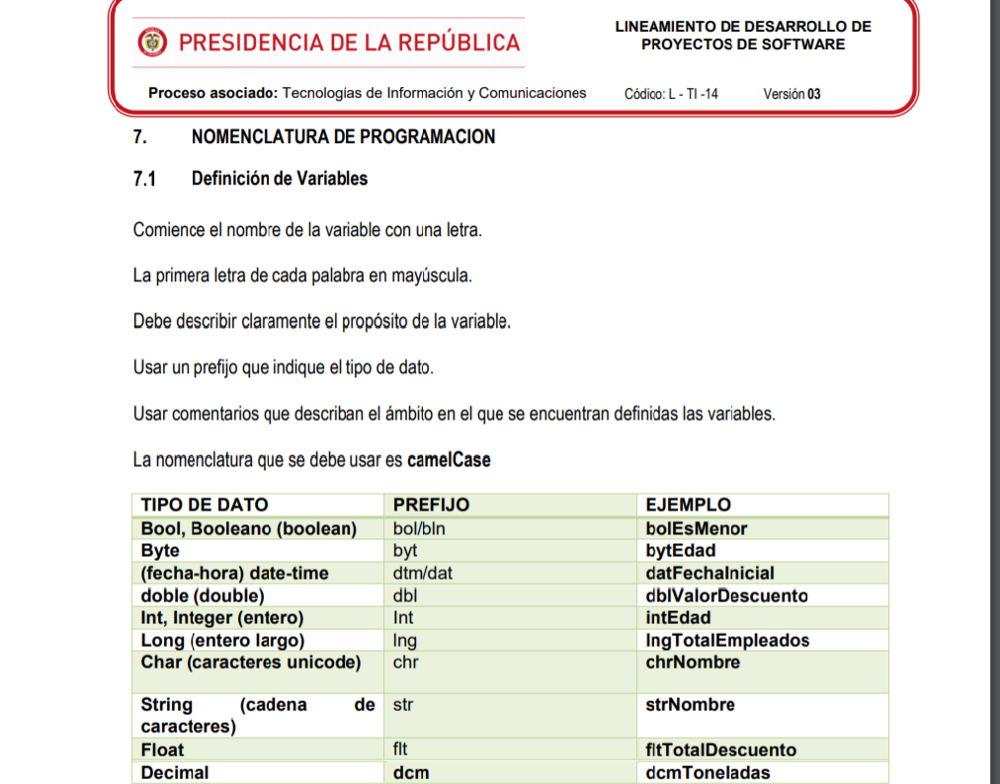 PRESIDENCIA DE LA REPÚBLICA
LINEAMIENTO DE DESARROLLO DE
PROYECTOS DE SOFTWARE
Proceso asociado: Tecnologías de Información y Comunicaciones Código: L - TI -14 Versión 03
7. NOMENCLATURA DE PROGRAMACION
7.1 Definición de Variables
Comience el nombre de la variable con una letra.
La primera letra de cada palabra en mayúscula.
Debe describir claramente el propósito de la variable.
Usar un prefijo que indique el tipo de dato.
Usar comentarios que describan el ámbito en el que se encuentran definidas las variables.
La nomenclatura que se debe usar es camelCase
TIPO DE DATO PREFIJO EJEMPLO
Bool, Booleano (boolean) bol/bln bolEsMenor
Byte byt bytEdad
(fecha-hora) date-time dtm/dat datFechaInicial
doble (double) dbl dblValorDescuento
Int, Integer (entero) Int intEdad
Long (entero largo) lng lngTotalEmpleados
Char (caracteres unicode) chr chrNombre
String (cadena de str strNombre
caracteres)
Float flt fltTotalDescuento
Decimal dcm dcmToneladas